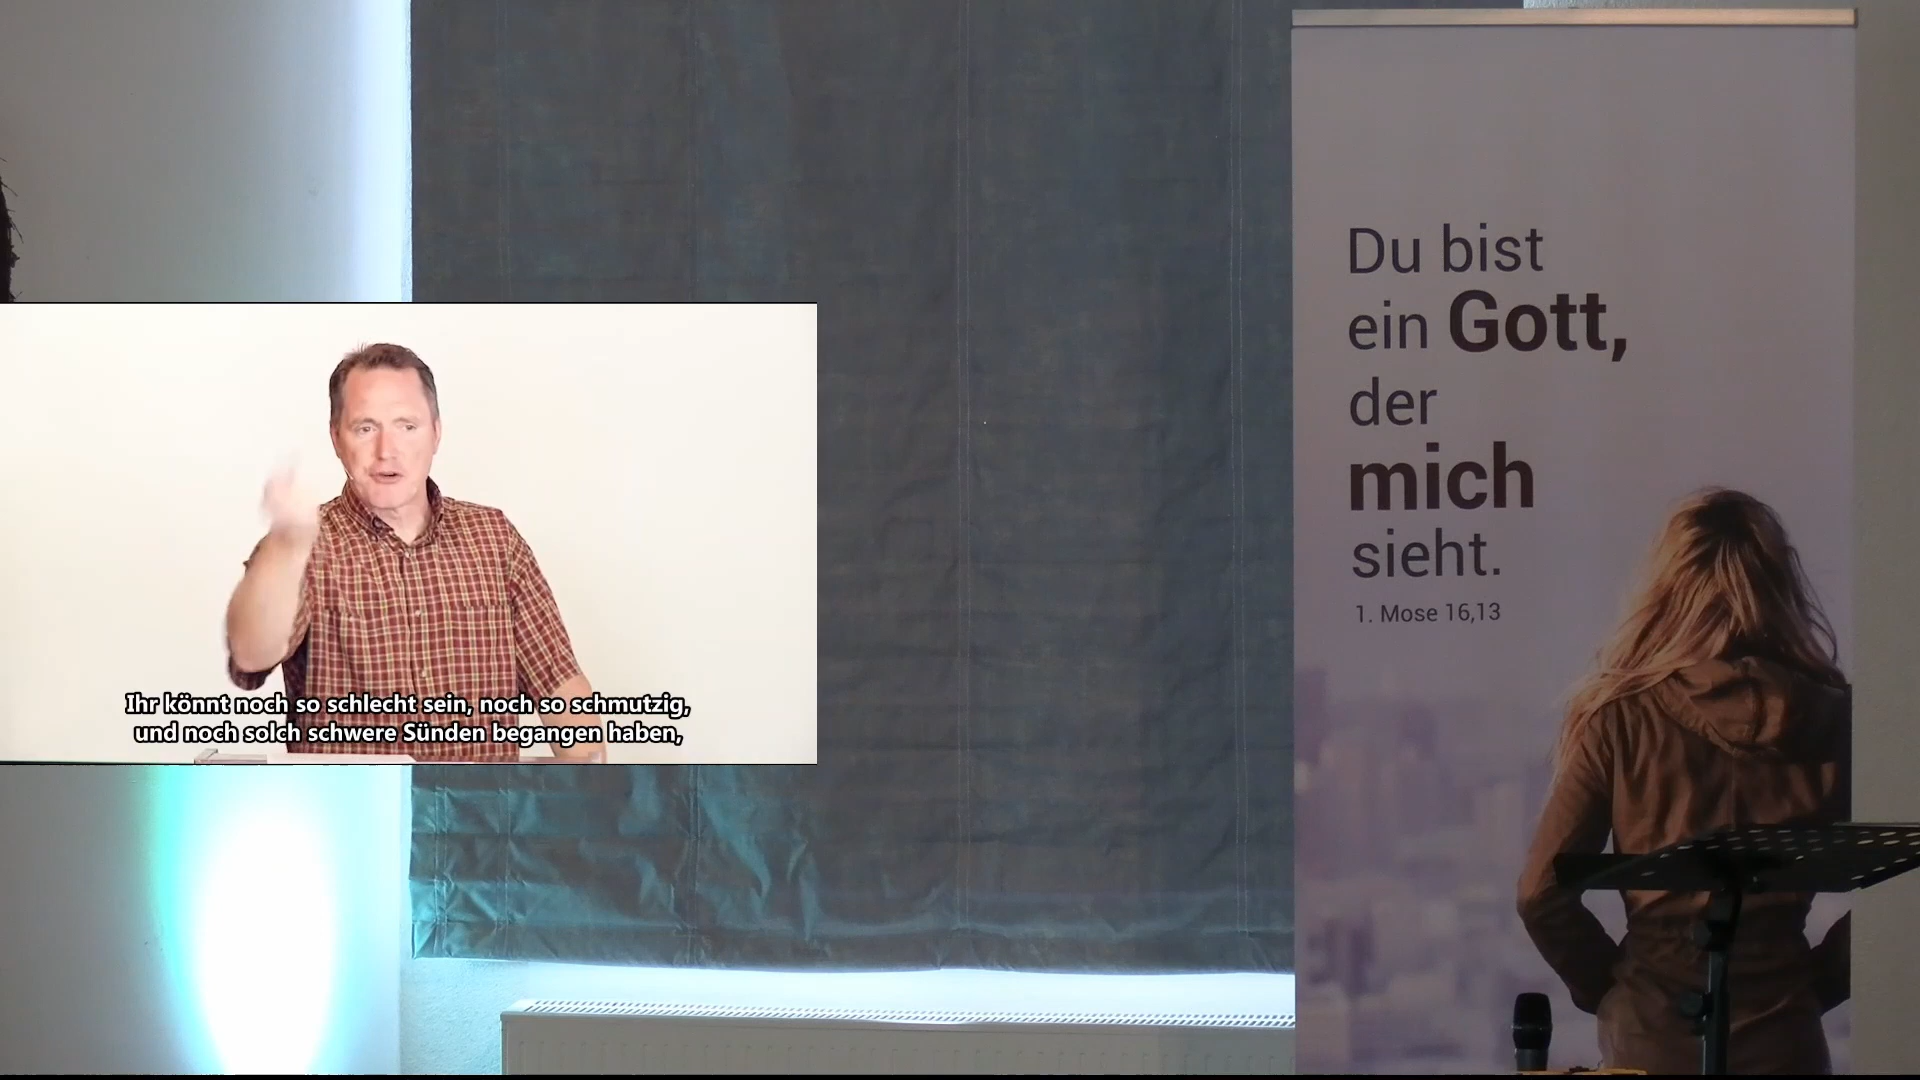 Du bist
ein Gott,
der
mich
sieht.
1. Mose 16,13
Ihr könnt noch so schlecht sein, noch so schmutzig,
und noch solch schwere Sünden begangen haben,